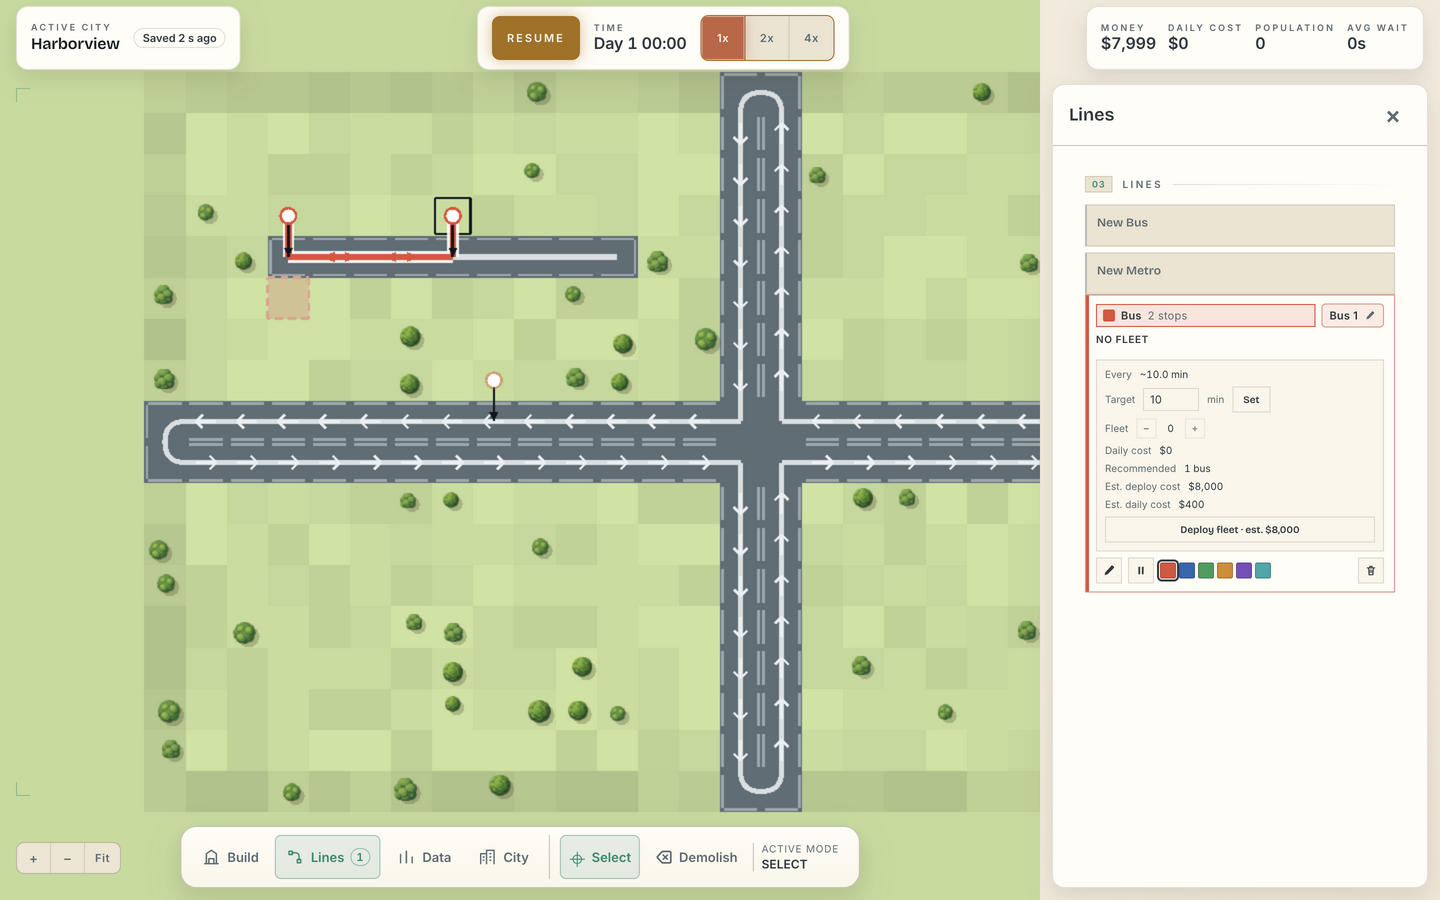 ACTIVE CITY
Harborview
Saved 2 s ago
RESUME
TIME
Day 1 00:00
1x
2x
4x
MONEY
$7,999
DAILY COST
$0
POPULATION
0
AVG WAIT
0s
Lines
03 LINES
New Bus
New Metro
Bus 2 stops
Bus 1
NO FLEET
Every ~10.0 min
Target 10 min Set
Fleet − 0 +
Daily cost $0
Recommended 1 bus
Est. deploy cost $8,000
Est. daily cost $400
Deploy fleet · est. $8,000
+ − Fit
Build
Lines 1
Data
City
Select
Demolish
ACTIVE MODE
SELECT